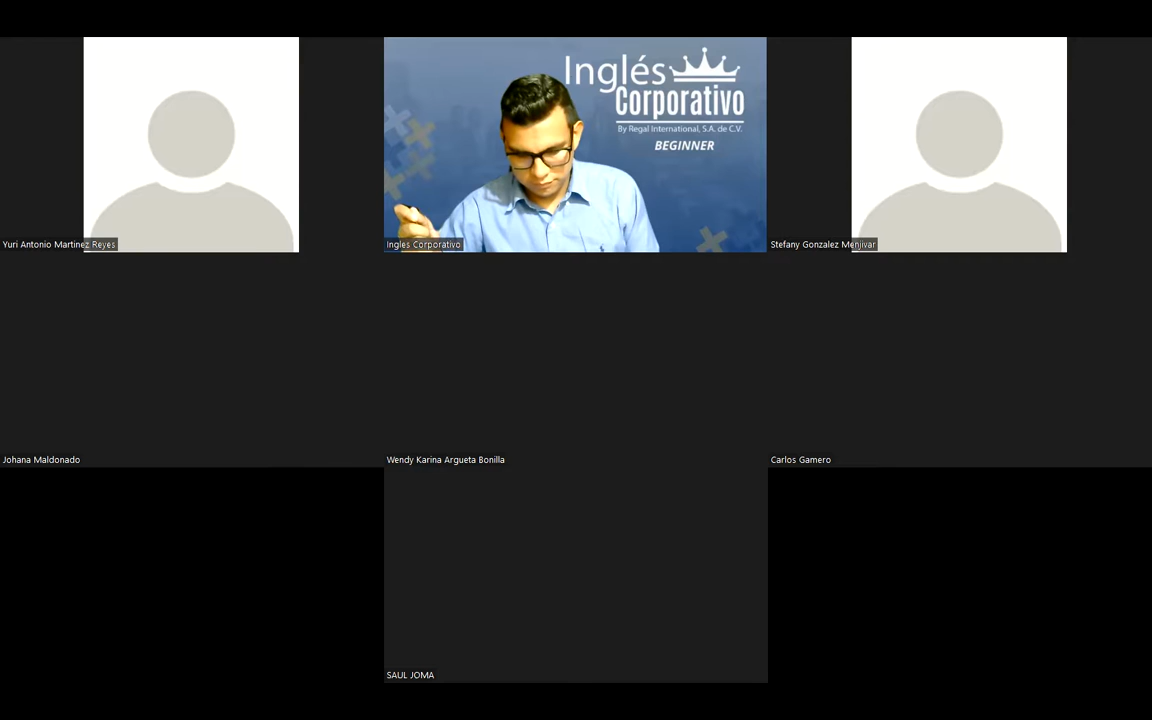 Inglés
Corporativo
By Regal International, S.A. de C.V.
BEGINNER
Yuri Antonio Martinez Reyes
Ingles Corporativo
Stefany Gonzalez Menjivar
Johana Maldonado
Wendy Karina Argueta Bonilla
Carlos Gamero
SAUL JOMA